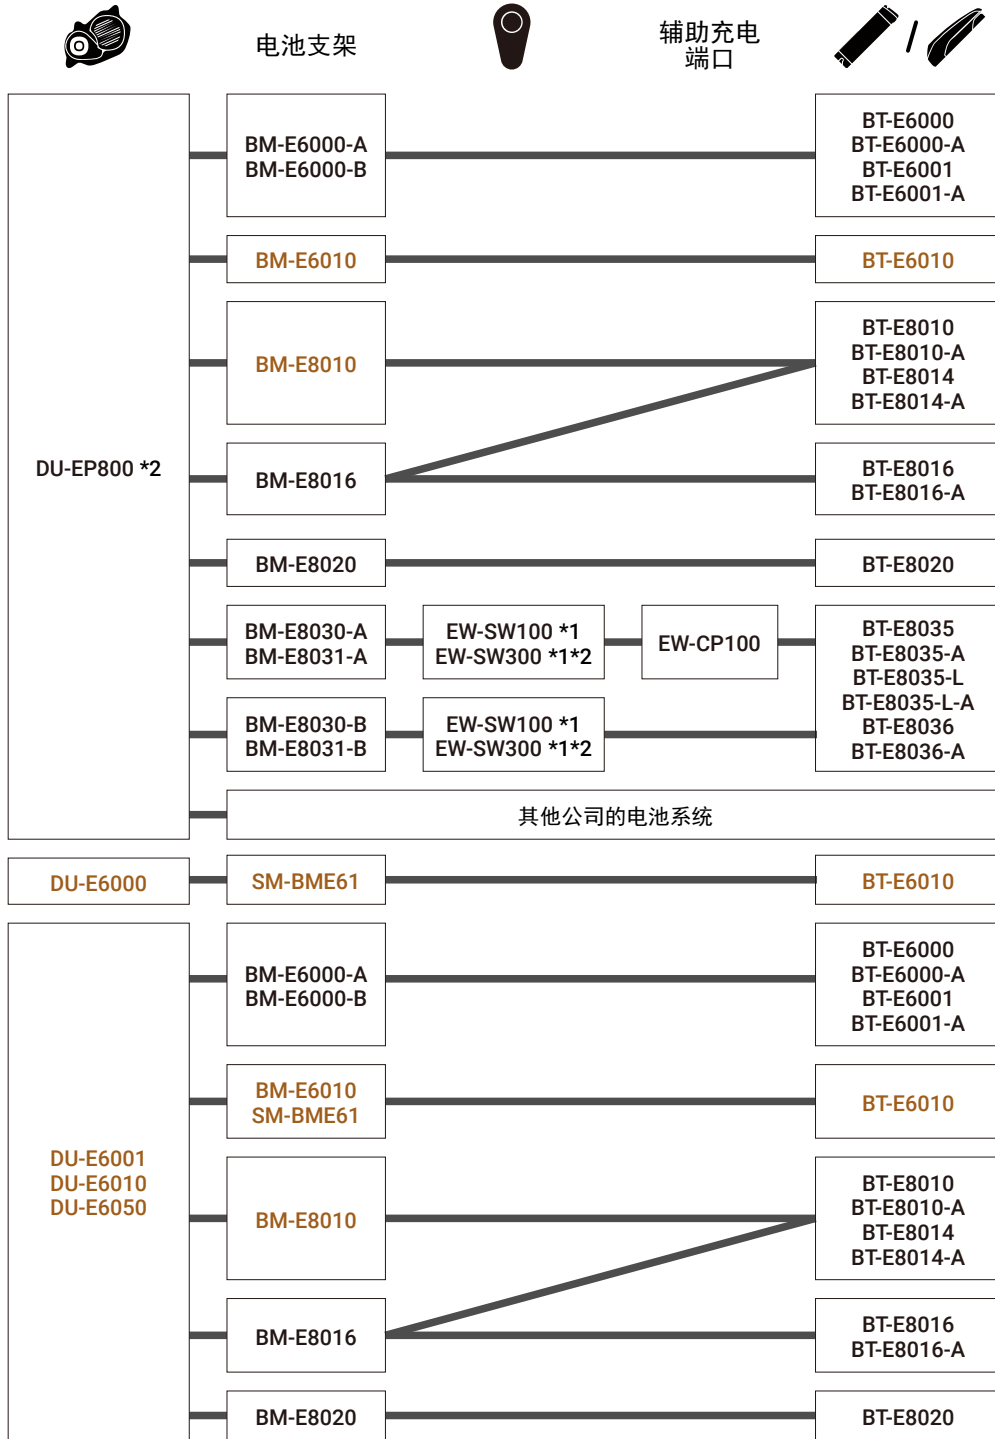 电池支架
辅助充电
端口
DU-EP800 *2
BM-E6000-A
BM-E6000-B
BT-E6000
BT-E6000-A
BT-E6001
BT-E6001-A
BM-E6010
BT-E6010
BM-E8010
BT-E8010
BT-E8010-A
BT-E8014
BT-E8014-A
BM-E8016
BT-E8016
BT-E8016-A
BM-E8020
BT-E8020
BM-E8030-A
BM-E8031-A
EW-SW100 *1
EW-SW300 *1*2
EW-CP100
BT-E8035
BT-E8035-A
BT-E8035-L
BT-E8035-L-A
BT-E8036
BT-E8036-A
BM-E8030-B
BM-E8031-B
EW-SW100 *1
EW-SW300 *1*2
其他公司的电池系统
DU-E6000
SM-BME61
BT-E6010
DU-E6001
DU-E6010
DU-E6050
BM-E6000-A
BM-E6000-B
BT-E6000
BT-E6000-A
BT-E6001
BT-E6001-A
BM-E6010
SM-BME61
BT-E6010
BM-E8010
BT-E8010
BT-E8010-A
BT-E8014
BT-E8014-A
BM-E8016
BT-E8016
BT-E8016-A
BM-E8020
BT-E8020